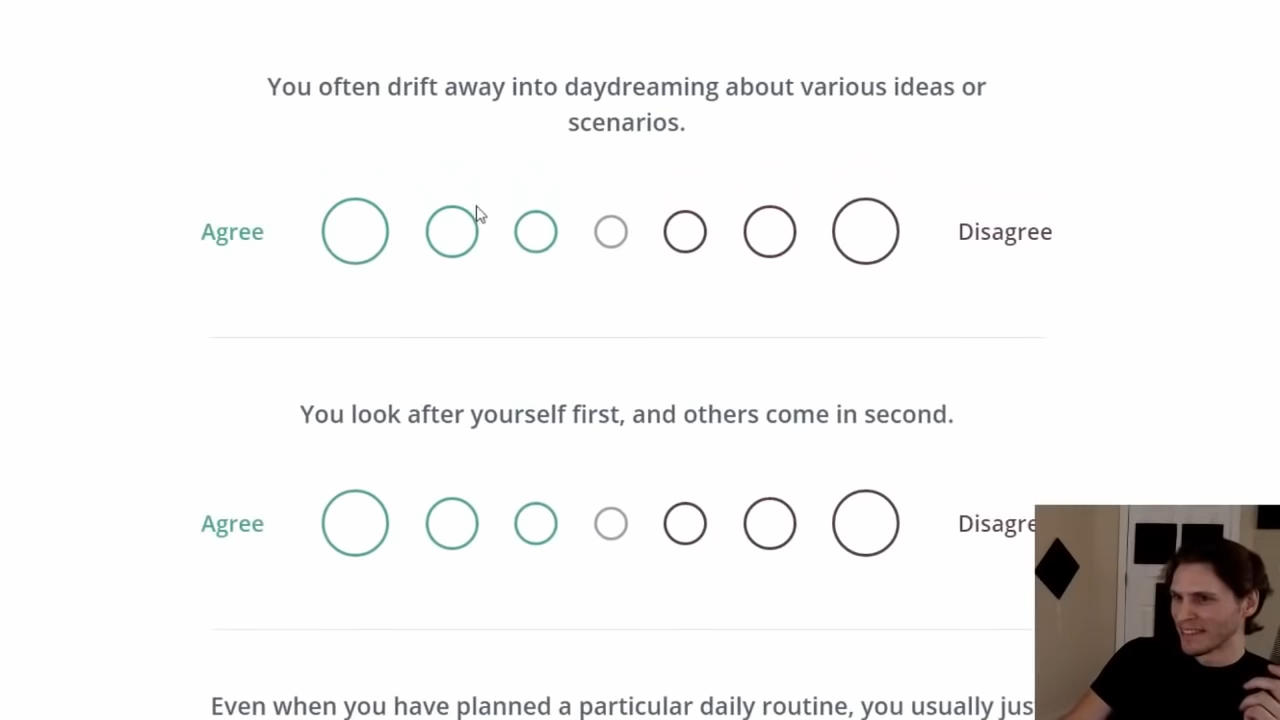 You often drift away into daydreaming about various ideas or
scenarios.
Agree
Disagree
You look after yourself first, and others come in second.
Agree
Disagre
Even when you have planned a particular daily routine, you usually jus